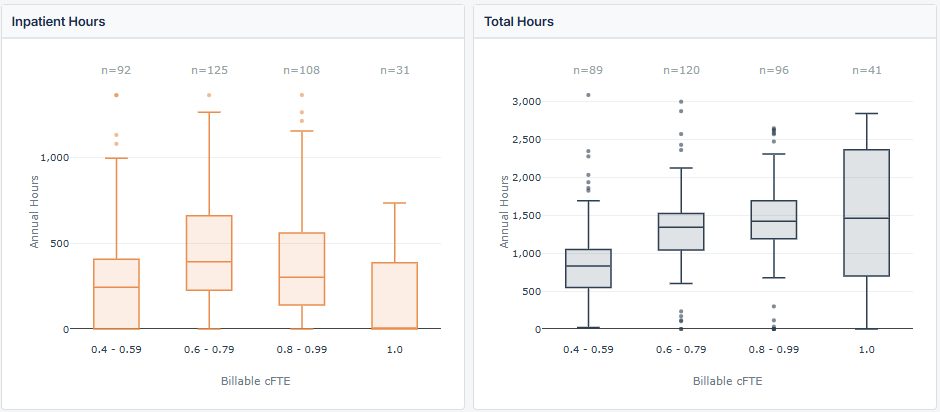 Inpatient Hours
n=92 n=125 n=108 n=31
1,000
500
0
Annual Hours
0.4 - 0.59 0.6 - 0.79 0.8 - 0.99 1.0
Billable cFTE
Total Hours
n=89 n=120 n=96 n=41
3,000
2,500
2,000
1,500
1,000
500
0
Annual Hours
0.4 - 0.59 0.6 - 0.79 0.8 - 0.99 1.0
Billable cFTE